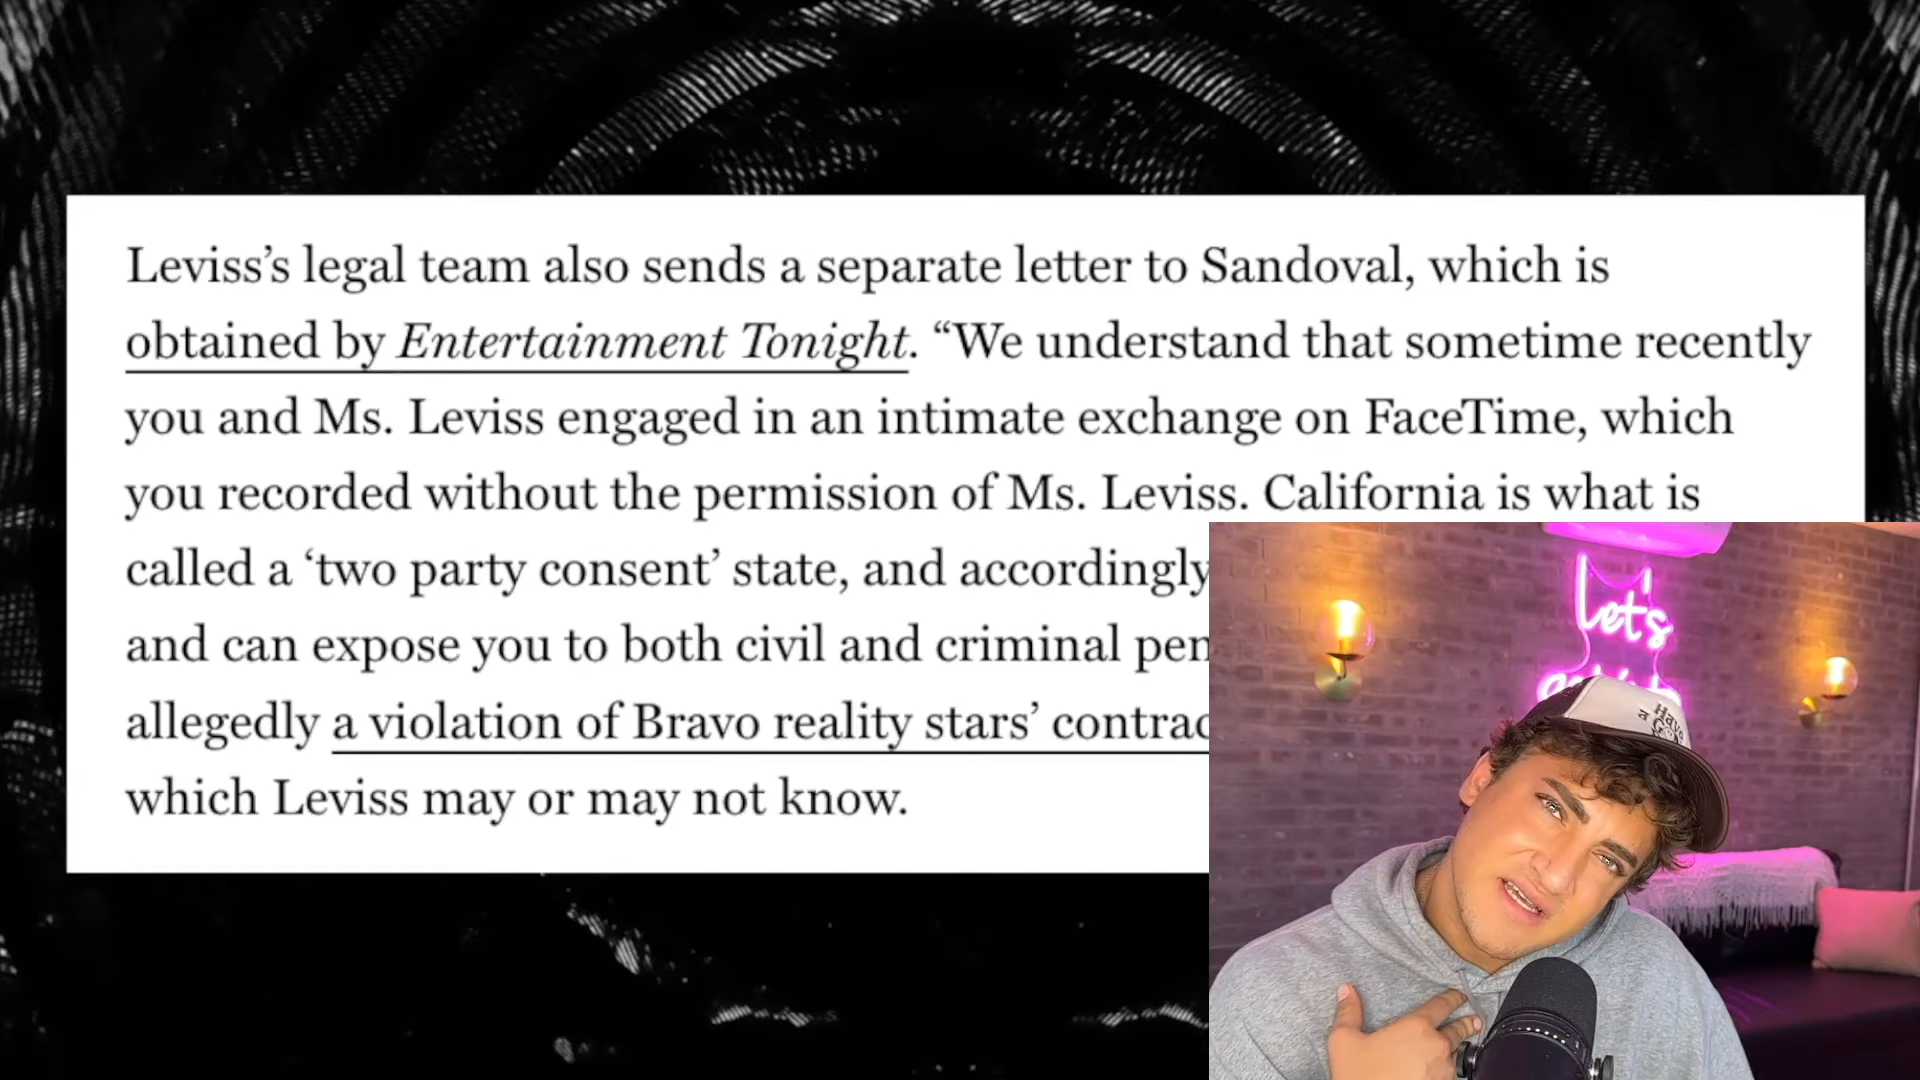 Leviss’s legal team also sends a separate letter to Sandoval, which is
obtained by Entertainment Tonight. “We understand that sometime recently
you and Ms. Leviss engaged in an intimate exchange on FaceTime, which
you recorded without the permission of Ms. Leviss. California is what is
called a ‘two party consent’ state, and accordingly
and can expose you to both civil and criminal
allegedly a violation of Bravo reality stars’
which Leviss may or may not know.
let's